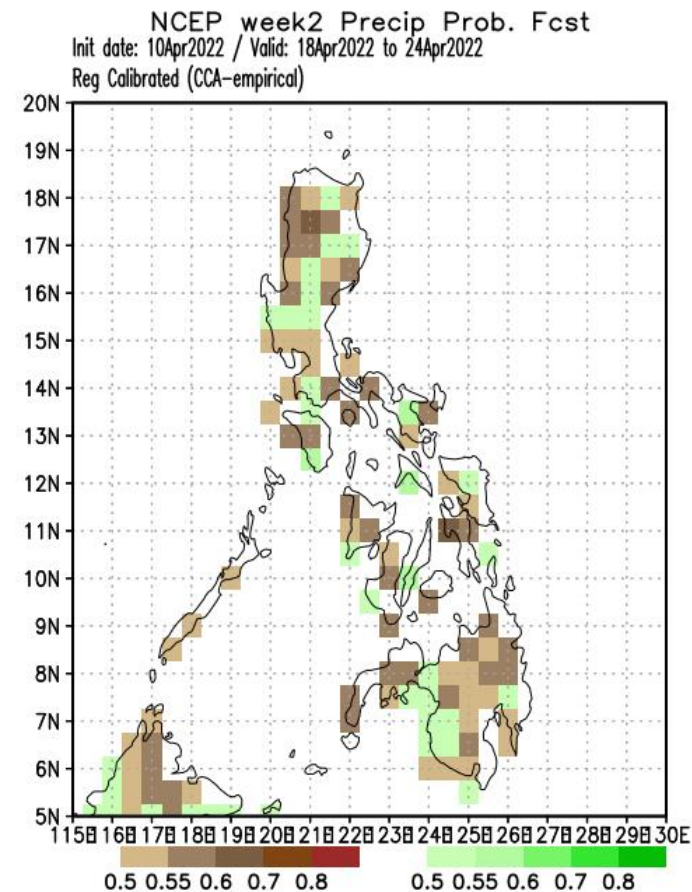 NCEP week2 Precip Prob. Fcst
Init date: 10Apr2022 / Valid: 18Apr2022 to 24Apr2022
Reg Calibrated (CCA-empirical)
20N
19N
18N
17N
16N
15N
14N
13N
12N
11N
10N
9N
8N
7N
6N
5N
115E 116E 117E 118E 119E 120E 121E 122E 123E 124E 125E 126E 127E 128E 129E 130E
0.5 0.55 0.6 0.7 0.8 0.5 0.55 0.6 0.7 0.8